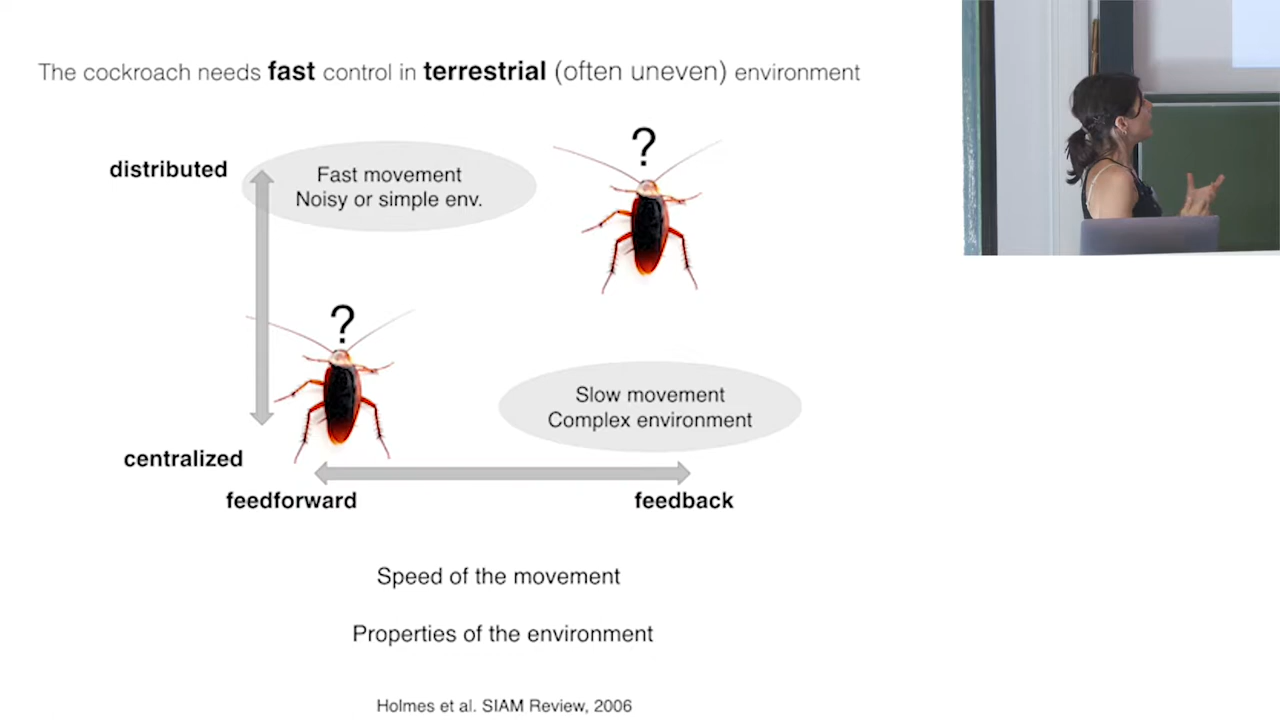 The cockroach needs fast control in terrestrial (often uneven) environment
distributed
Fast movement
Noisy or simple env.
?
?
Slow movement
Complex environment
centralized
feedforward
feedback
Speed of the movement
Properties of the environment
Holmes et al. SIAM Review, 2006